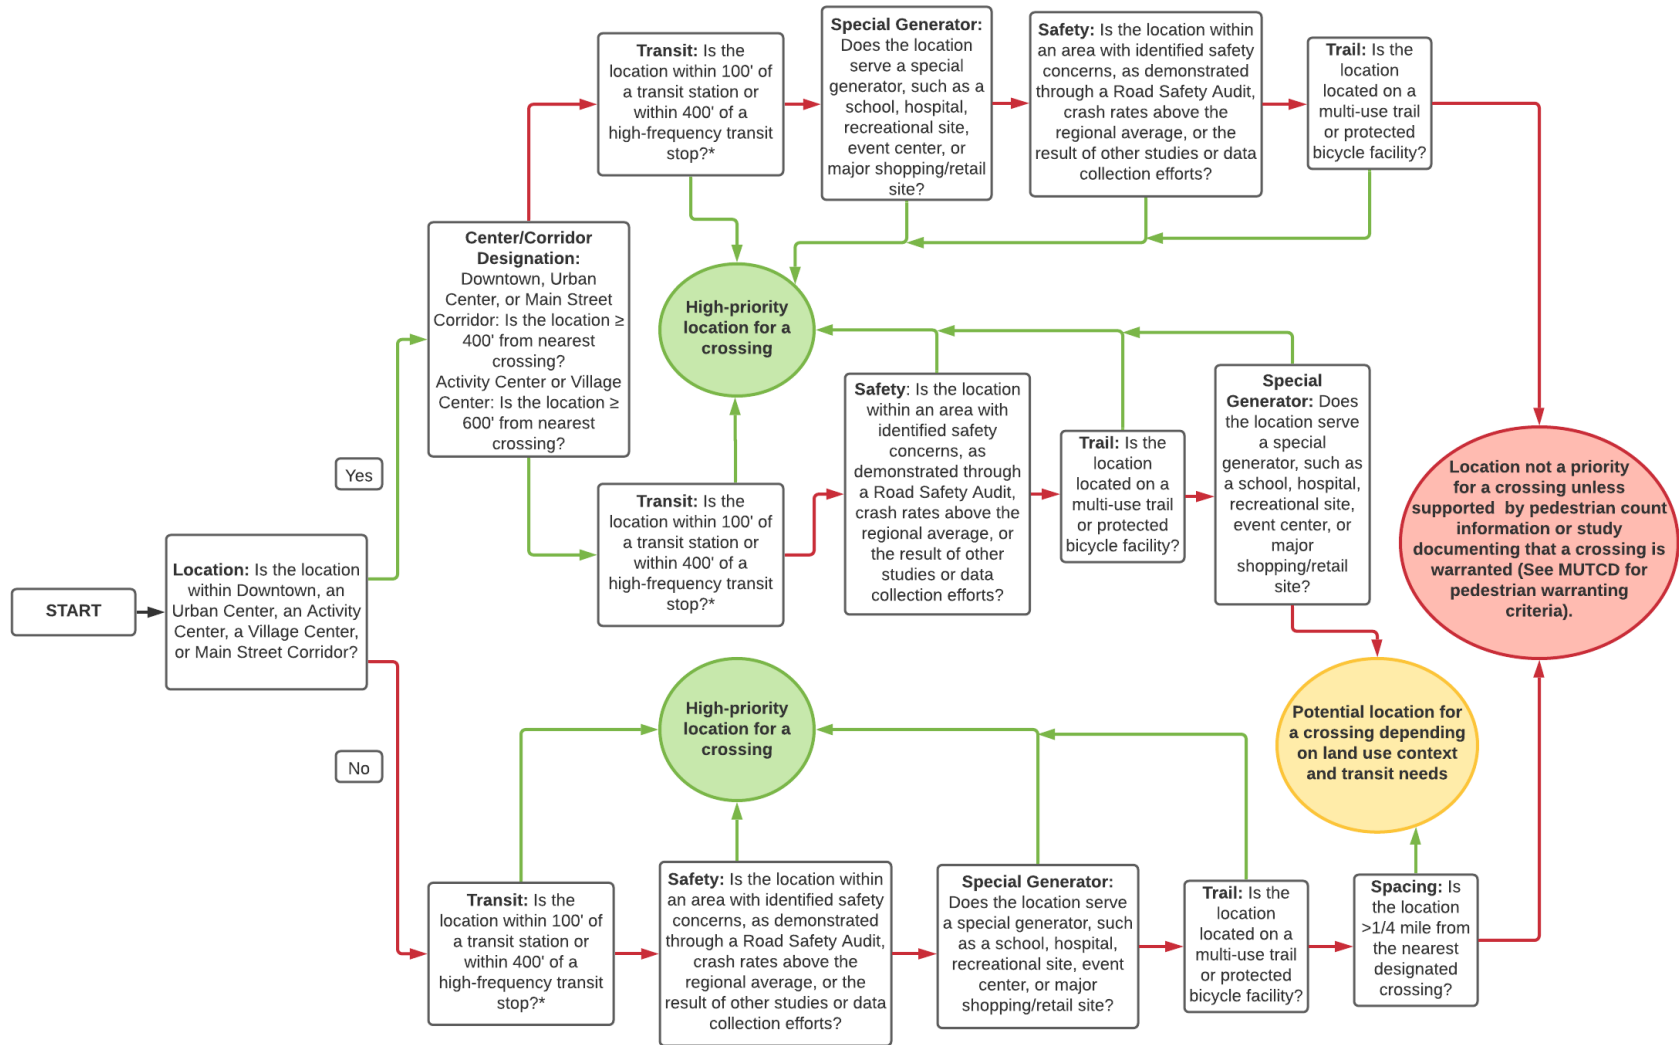 START
Location: Is the location
within Downtown, an
Urban Center, an Activity
Center, a Village Center,
or Main Street Corridor?
Yes
No
Center/Corridor
Designation:
Downtown, Urban
Center, or Main Street
Corridor: Is the location ≥
400' from nearest
crossing?
Activity Center or Village
Center: Is the location ≥
600' from nearest
crossing?
Transit: Is the
location within 100' of
a transit station or
within 400' of a
high-frequency transit
stop?*
Special Generator:
Does the location
serve a special
generator, such as a
school, hospital,
recreational site,
event center, or
major shopping/retail
site?
Safety: Is the location within
an area with identified safety
concerns, as demonstrated
through a Road Safety Audit,
crash rates above the
regional average, or the
result of other studies or data
collection efforts?
Trail: Is the
location
located on a
multi-use trail
or protected
bicycle facility?
High-priority
location for a
crossing
Transit: Is the
location within 100' of
a transit station or
within 400' of a
high-frequency transit
stop?*
Safety: Is the location
within an area with
identified safety
concerns, as
demonstrated through
a Road Safety Audit,
crash rates above the
regional average, or
the result of other
studies or data
collection efforts?
Trail: Is the
location
located on a
multi-use trail
or protected
bicycle facility?
Special
Generator: Does
the location serve
a special
generator, such as
a school, hospital,
recreational site,
event center, or
major
shopping/retail
site?
Location not a priority
for a crossing unless
supported by pedestrian count
information or study
documenting that a crossing is
warranted (See MUTCD for
pedestrian warranting
criteria).
High-priority
location for a
crossing
Potential location for
a crossing depending
on land use context
and transit needs
Transit: Is the
location within 100' of
a transit station or
within 400' of a
high-frequency transit
stop?*
Safety: Is the location within
an area with identified safety
concerns, as demonstrated
through a Road Safety Audit,
crash rates above the
regional average, or the
result of other studies or data
collection efforts?
Special Generator:
Does the location serve
a special generator, such
as a school, hospital,
recreational site, event
center, or major
shopping/retail site?
Trail: Is the
location
located on a
multi-use trail
or protected
bicycle facility?
Spacing: Is
the location
>1/4 mile from
the nearest
designated
crossing?